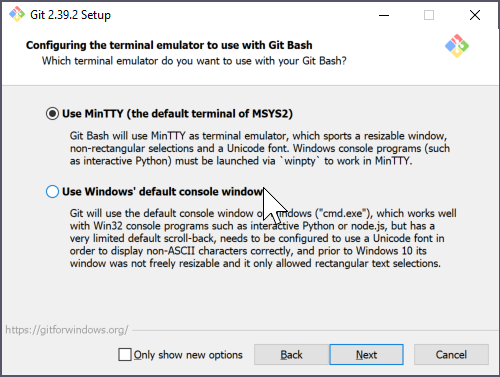 Git 2.39.2 Setup
Configuring the terminal emulator to use with Git Bash
Which terminal emulator do you want to use with your Git Bash?
Use MinTTY (the default terminal of MSYS2)
Git Bash will use MinTTY as terminal emulator, which sports a resizable window,
non-rectangular selections and a Unicode font. Windows console programs (such
as interactive Python) must be launched via `winpty` to work in MinTTY.
Use Windows' default console window
Git will use the default console window of Windows ("cmd.exe"), which works well
with Win32 console programs such as interactive Python or node.js, but has a
very limited default scroll-back, needs to be configured to use a Unicode font in
order to display non-ASCII characters correctly, and prior to Windows 10 its
window was not freely resizable and it only allowed rectangular text selections.
https://gitforwindows.org/
Only show new options
Back
Next
Cancel